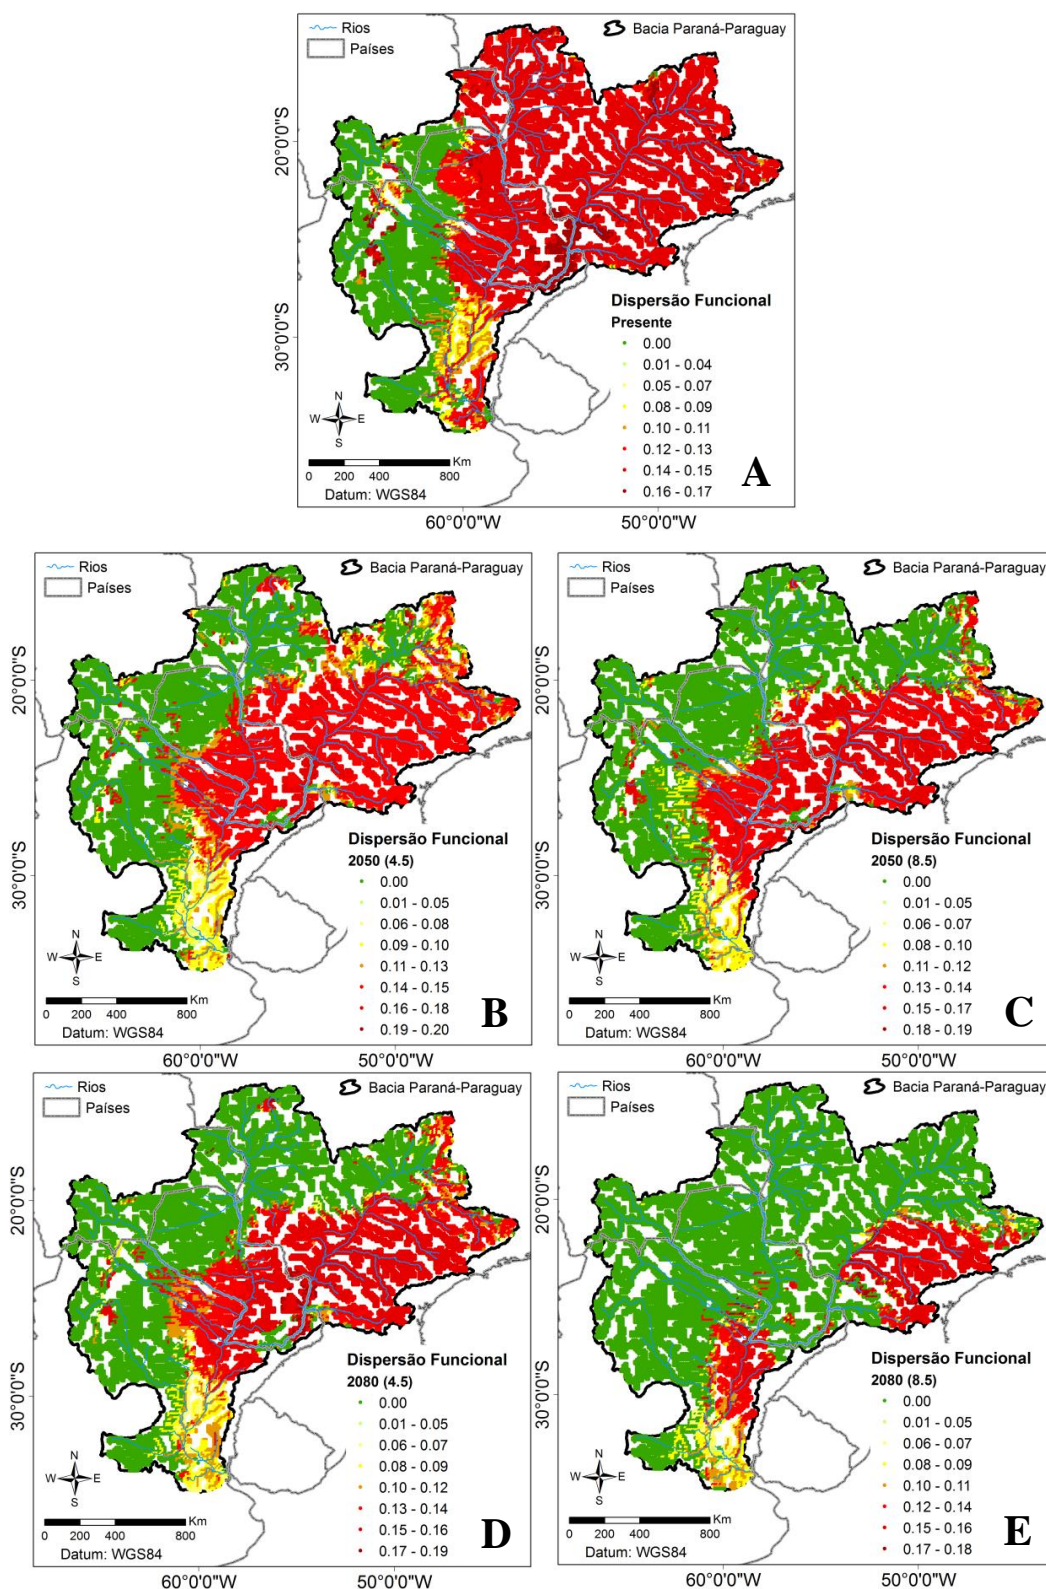 Rios
Países
Bacia Paraná-Paraguay
20°0'0"S
30°0'0"S
Dispersão Funcional
Presente
0.00
0.01 - 0.04
0.05 - 0.07
0.08 - 0.09
0.10 - 0.11
0.12 - 0.13
0.14 - 0.15
0.16 - 0.17
N
W E
S
Km
0 200 400 800
Datum: WGS84
A
60°0'0"W 50°0'0"W
Rios
Países
Bacia Paraná-Paraguay
20°0'0"S
30°0'0"S
Dispersão Funcional
2050 (4.5)
0.00
0.01 - 0.05
0.06 - 0.08
0.09 - 0.10
0.11 - 0.13
0.14 - 0.15
0.16 - 0.18
0.19 - 0.20
N
W E
S
Km
0 200 400 800
Datum: WGS84
B
60°0'0"W 50°0'0"W
Rios
Países
Bacia Paraná-Paraguay
20°0'0"S
30°0'0"S
Dispersão Funcional
2050 (8.5)
0.00
0.01 - 0.05
0.06 - 0.07
0.08 - 0.10
0.11 - 0.12
0.13 - 0.14
0.15 - 0.17
0.18 - 0.19
N
W E
S
Km
0 200 400 800
Datum: WGS84
C
60°0'0"W 50°0'0"W
Rios
Países
Bacia Paraná-Paraguay
20°0'0"S
30°0'0"S
Dispersão Funcional
2080 (4.5)
0.00
0.01 - 0.05
0.06 - 0.07
0.08 - 0.09
0.10 - 0.12
0.13 - 0.14
0.15 - 0.16
0.17 - 0.19
N
W E
S
Km
0 200 400 800
Datum: WGS84
D
60°0'0"W 50°0'0"W
Rios
Países
Bacia Paraná-Paraguay
20°0'0"S
30°0'0"S
Dispersão Funcional
2080 (8.5)
0.00
0.01 - 0.05
0.06 - 0.07
0.08 - 0.09
0.10 - 0.11
0.12 - 0.14
0.15 - 0.16
0.17 - 0.18
N
W E
S
Km
0 200 400 800
Datum: WGS84
E
60°0'0"W 50°0'0"W